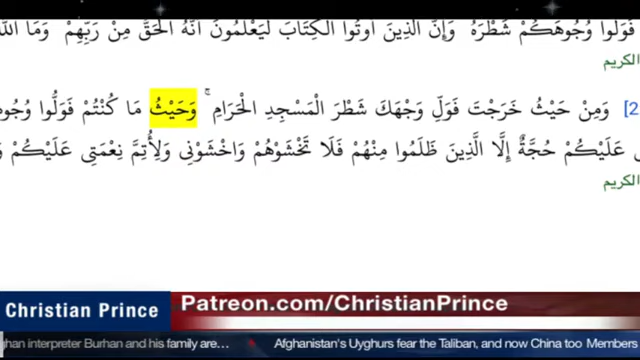 فَوَلُّوا وُجُوهَكُمْ شَطْرَهُ وَإِنَّ الَّذِينَ أُوتُوا الْكِتَابَ لَيَعْلَمُونَ أَنَّهُ الْحَقُّ مِنْ رَبِّهِمْ وَمَا اللَّهُ
الكريم
[2 وَمِنْ حَيْثُ خَرَجْتَ فَوَلِّ وَجْهَكَ شَطْرَ الْمَسْجِدِ الْحَرَامِ ۚ وَحَيْثُ مَا كُنْتُمْ فَوَلُّوا
عَلَيْكُمْ حُجَّةٌ إِلَّا الَّذِينَ ظَلَمُوا مِنْهُمْ فَلَا تَخْشَوْهُمْ وَاخْشَوْنِي وَلِأُتِمَّ نِعْمَتِي عَلَيْكُمْ
الكريم
Christian Prince
Patreon.com/ChristianPrince
ghan interpreter Burhan and his family are... Afghanistan's Uyghurs fear the Taliban, and now China too Members